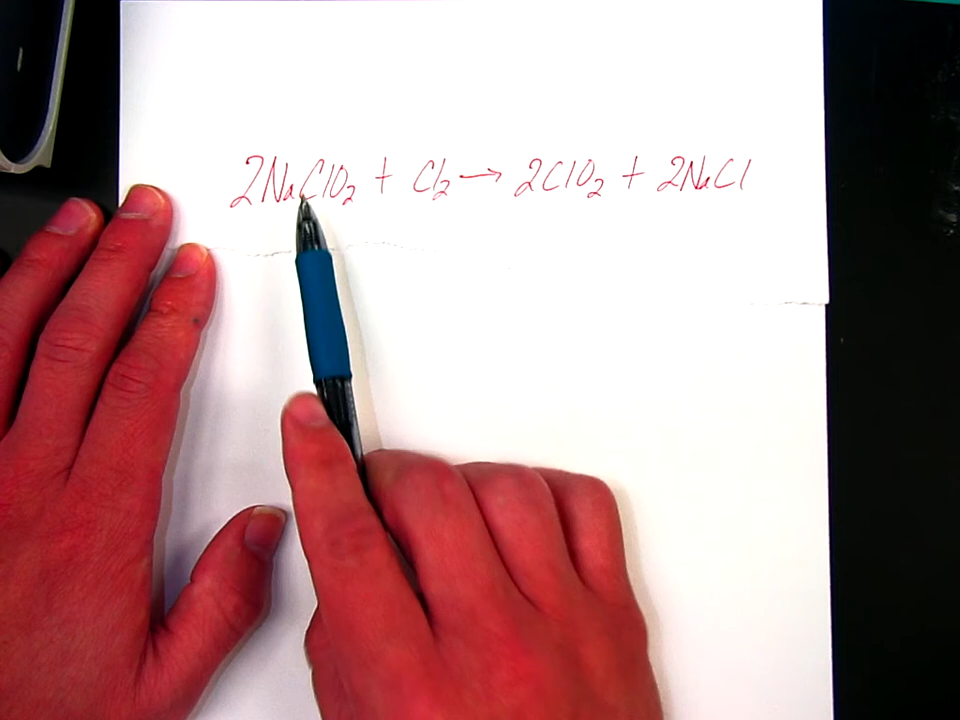 2NaClO₂ + Cl₂ → 2ClO₂ + 2NaCl